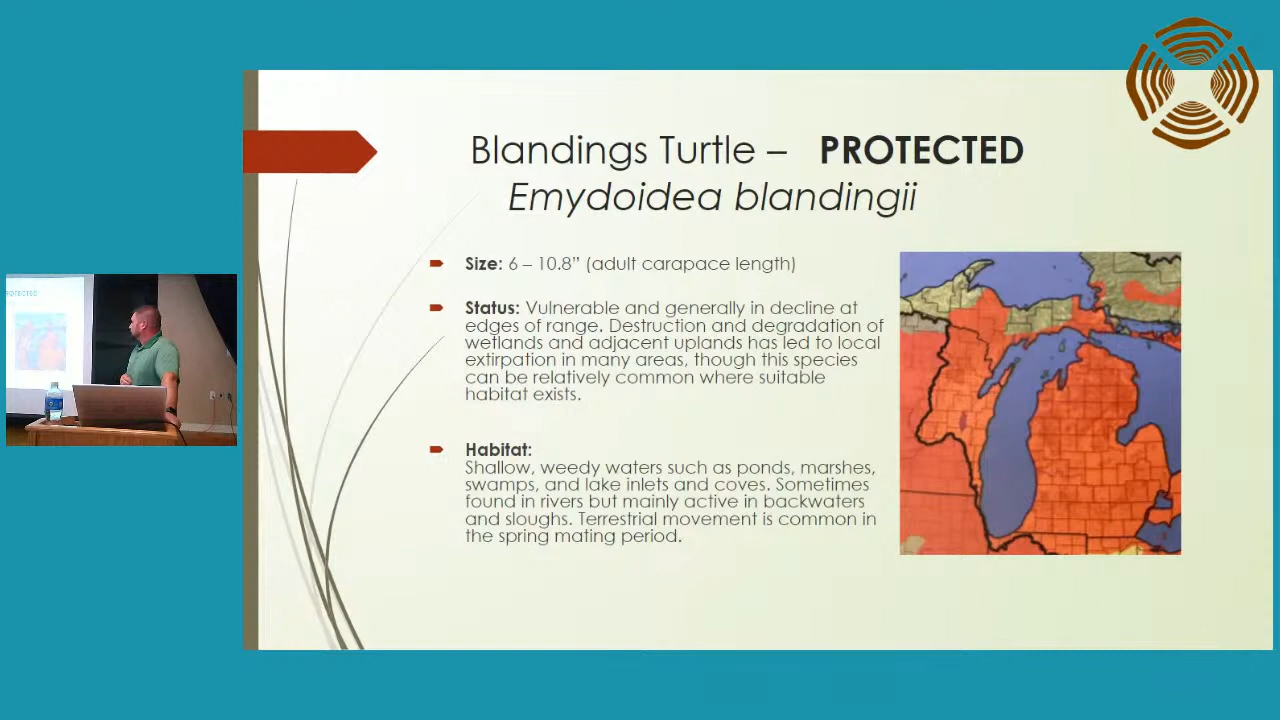 Blandings Turtle – PROTECTED
Emydoidea blandingii
Size: 6 – 10.8” (adult carapace length)
Status: Vulnerable and generally in decline at
edges of range. Destruction and degradation of
wetlands and adjacent uplands has led to local
extirpation in many areas, though this species
can be relatively common where suitable
habitat exists.
Habitat:
Shallow, weedy waters such as ponds, marshes,
swamps, and lake inlets and coves. Sometimes
found in rivers but mainly active in backwaters
and sloughs. Terrestrial movement is common in
the spring mating period.